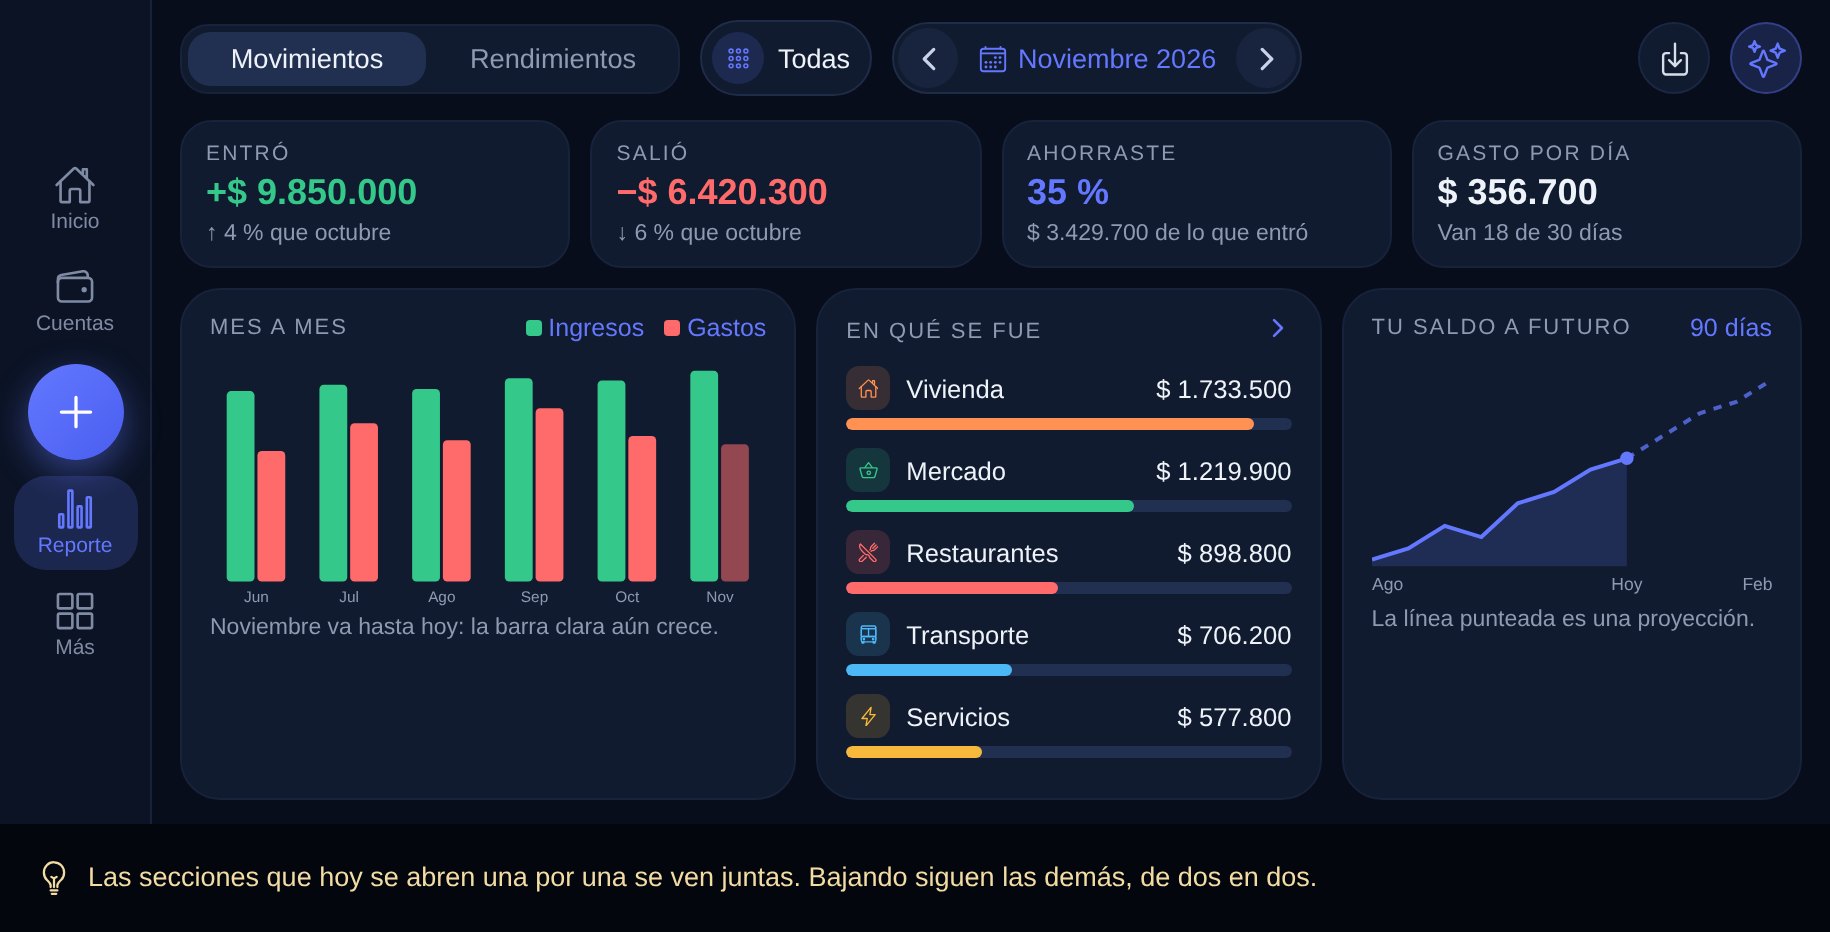 Movimientos
Rendimientos
Todas
Noviembre 2026
Inicio
Cuentas
Reporte
Más
ENTRÓ
+$ 9.850.000
↑ 4 % que octubre
SALIÓ
−$ 6.420.300
↓ 6 % que octubre
AHORRASTE
35 %
$ 3.429.700 de lo que entró
GASTO POR DÍA
$ 356.700
Van 18 de 30 días
MES A MES
Ingresos
Gastos
Jun
Jul
Ago
Sep
Oct
Nov
Noviembre va hasta hoy: la barra clara aún crece.
EN QUÉ SE FUE
Vivienda
$ 1.733.500
Mercado
$ 1.219.900
Restaurantes
$ 898.800
Transporte
$ 706.200
Servicios
$ 577.800
TU SALDO A FUTURO
90 días
Ago
Hoy
Feb
La línea punteada es una proyección.
Las secciones que hoy se abren una por una se ven juntas. Bajando siguen las demás, de dos en dos.